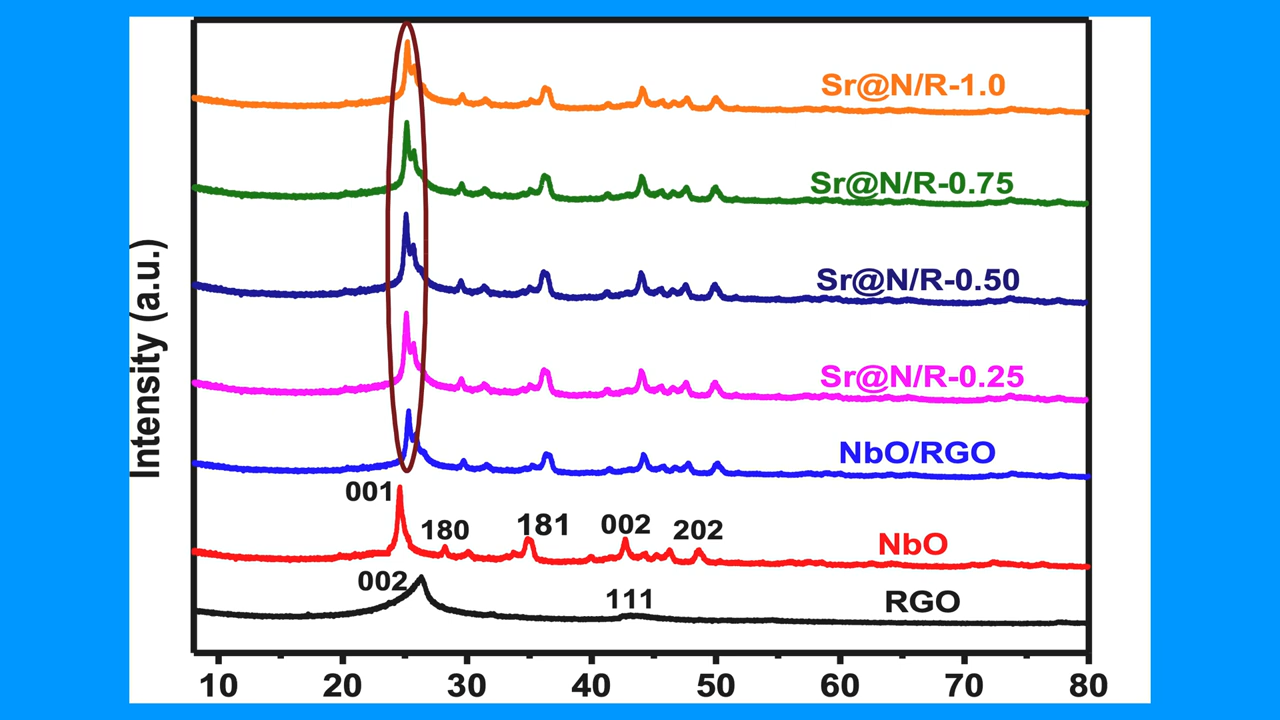 Sr@N/R-1.0
Sr@N/R-0.75
Sr@N/R-0.50
Sr@N/R-0.25
NbO/RGO
001
180
181
002
202
NbO
002
111
RGO
Intensity (a.u.)
10 20 30 40 50 60 70 80